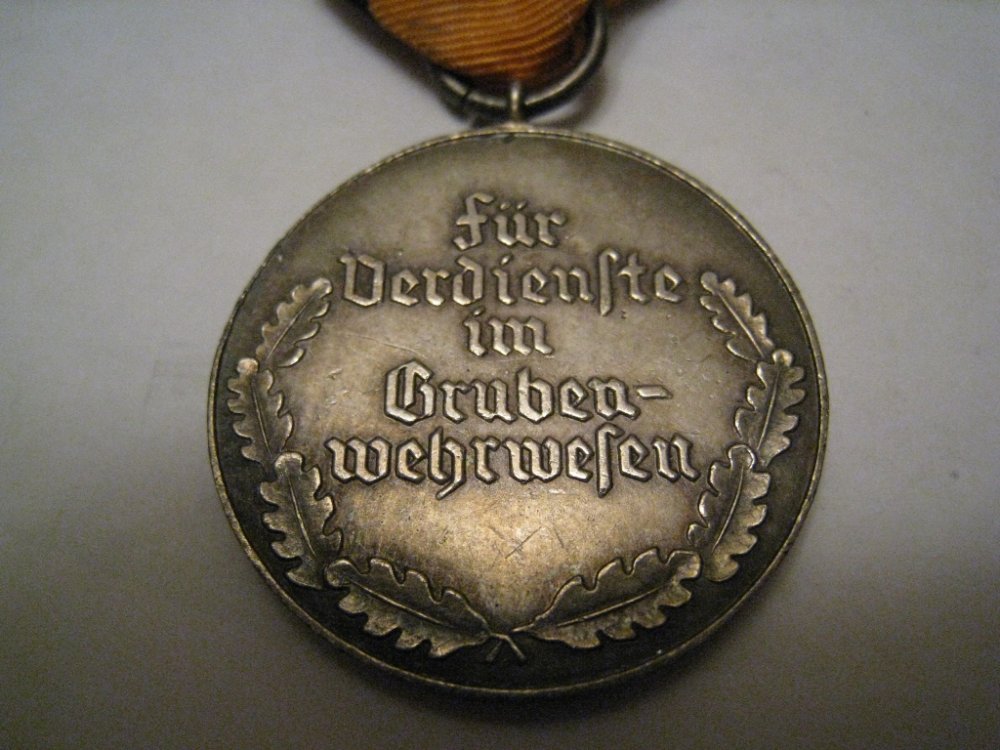 Für
Verdienste
im
Gruben-
wehrwesen